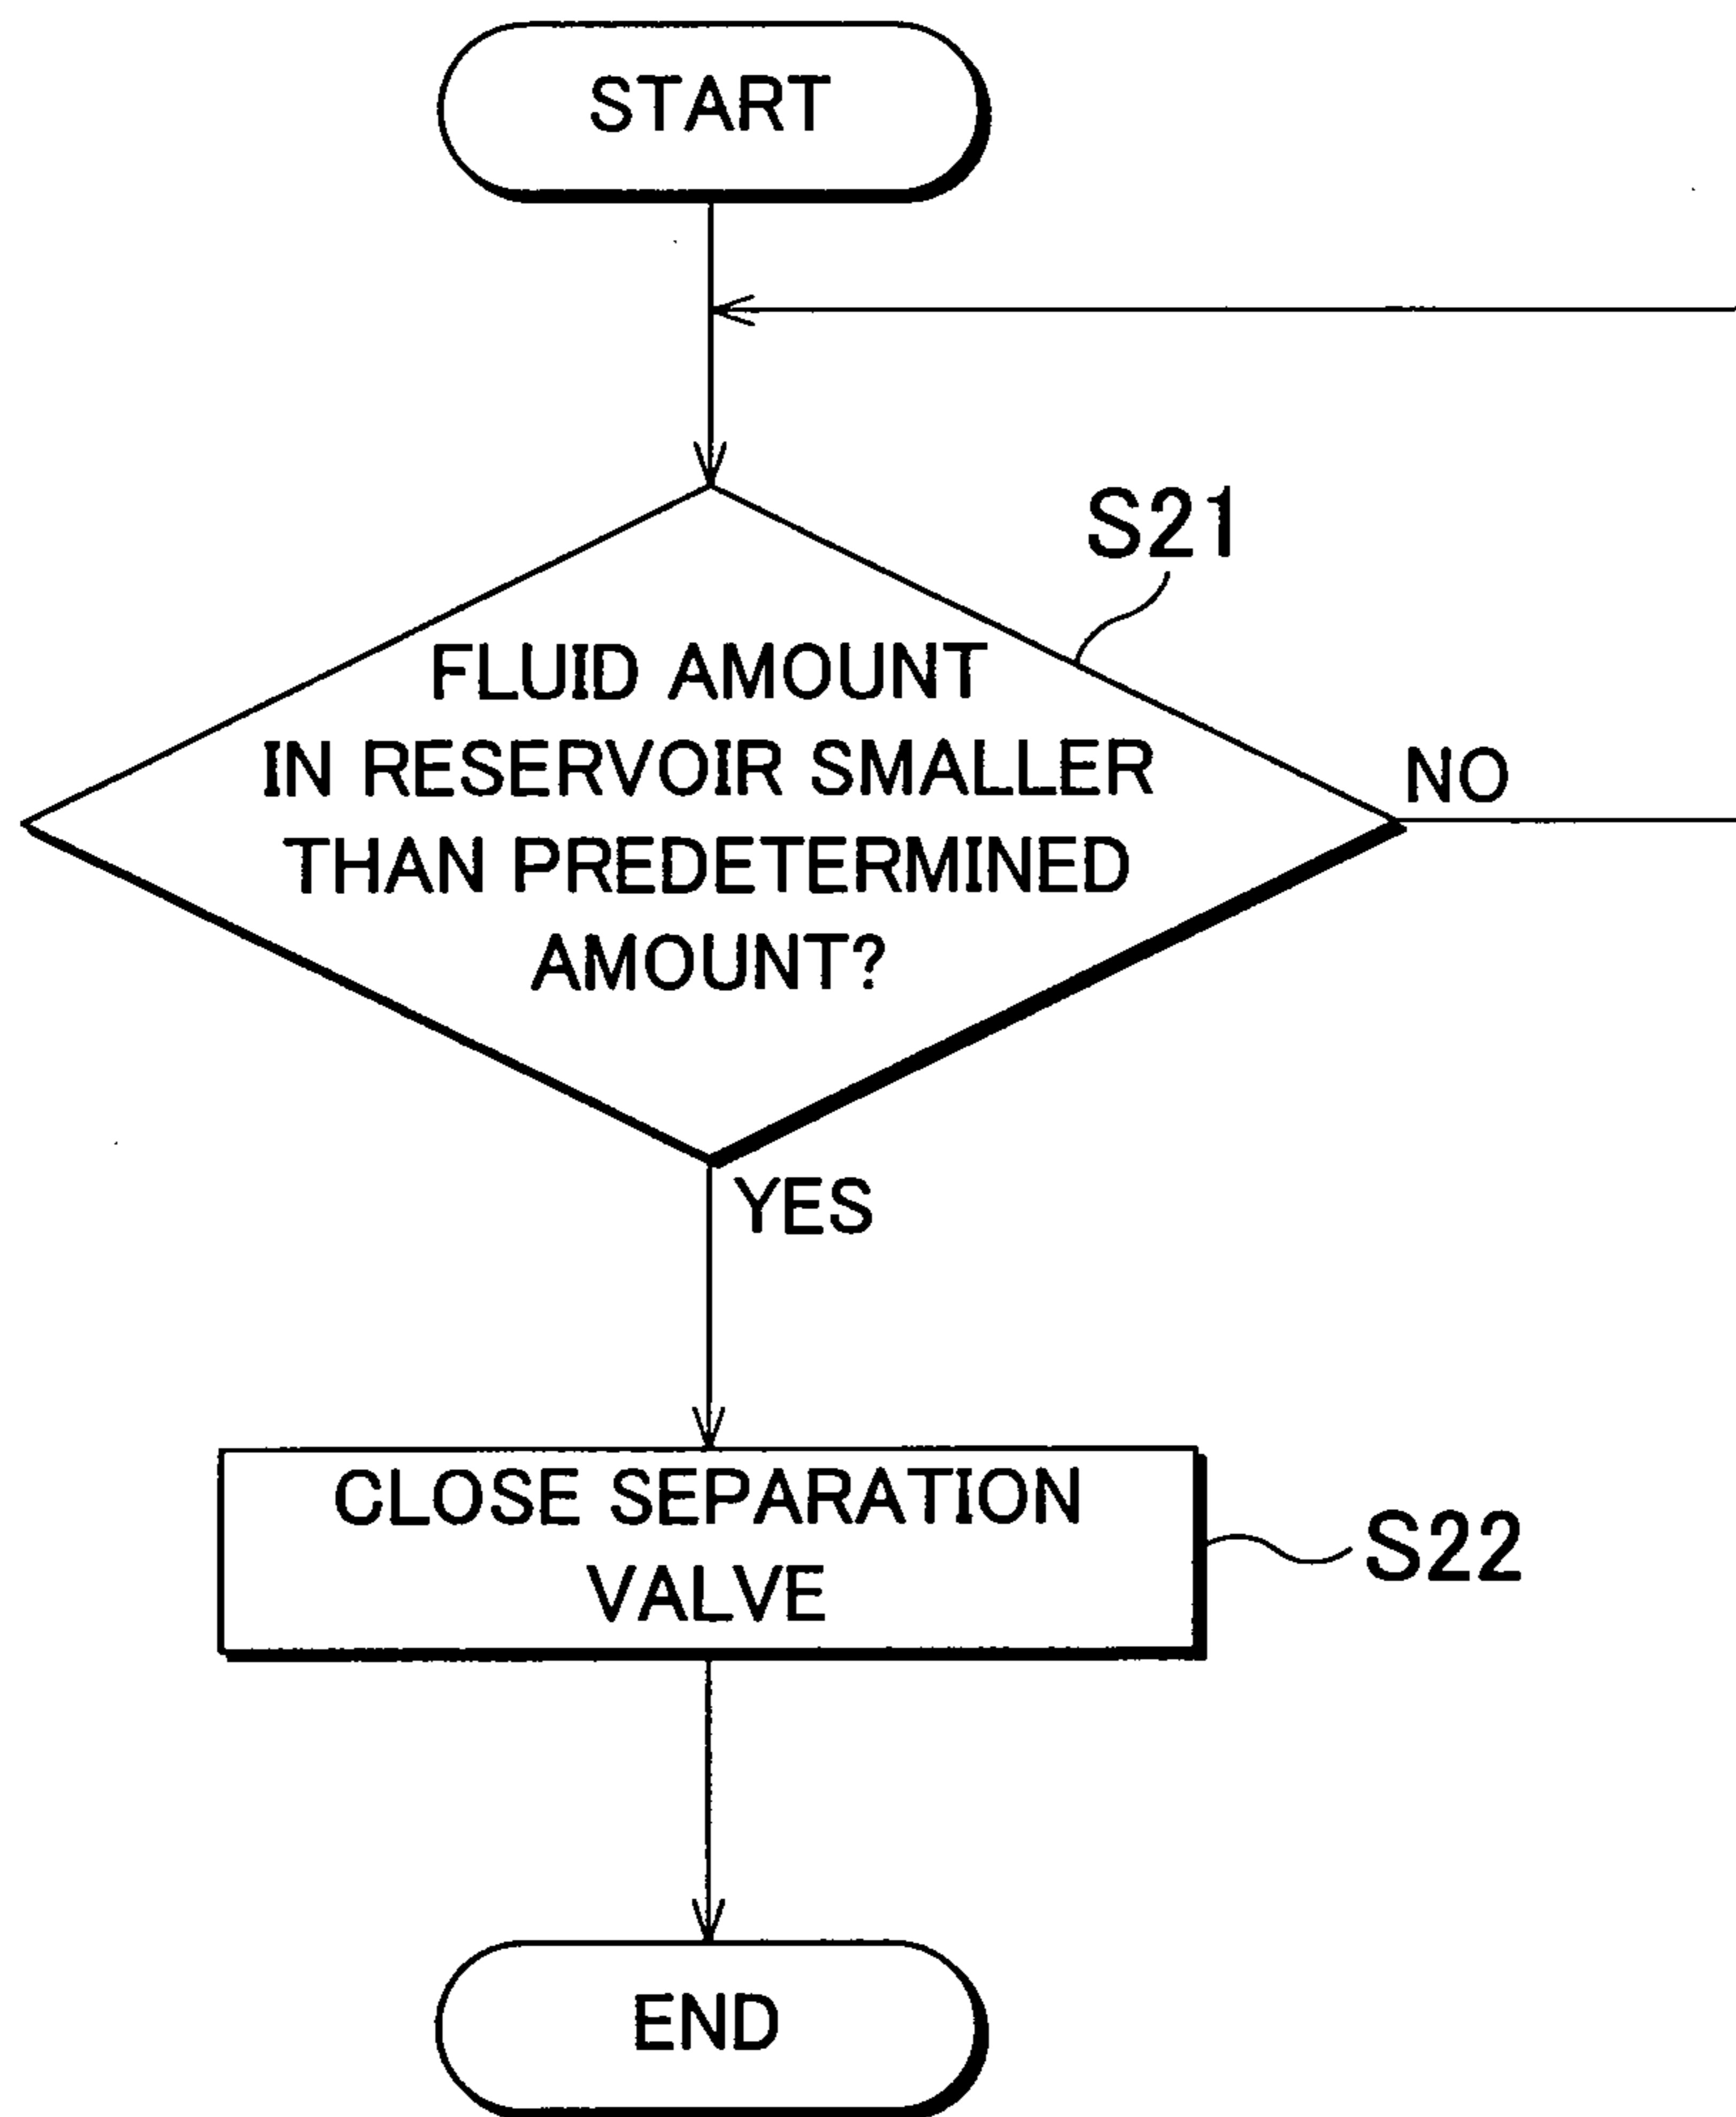 START
S21
FLUID AMOUNT
IN RESERVOIR SMALLER
THAN PREDETERMINED
AMOUNT?
NO
YES
CLOSE SEPARATION
VALVE
S22
END